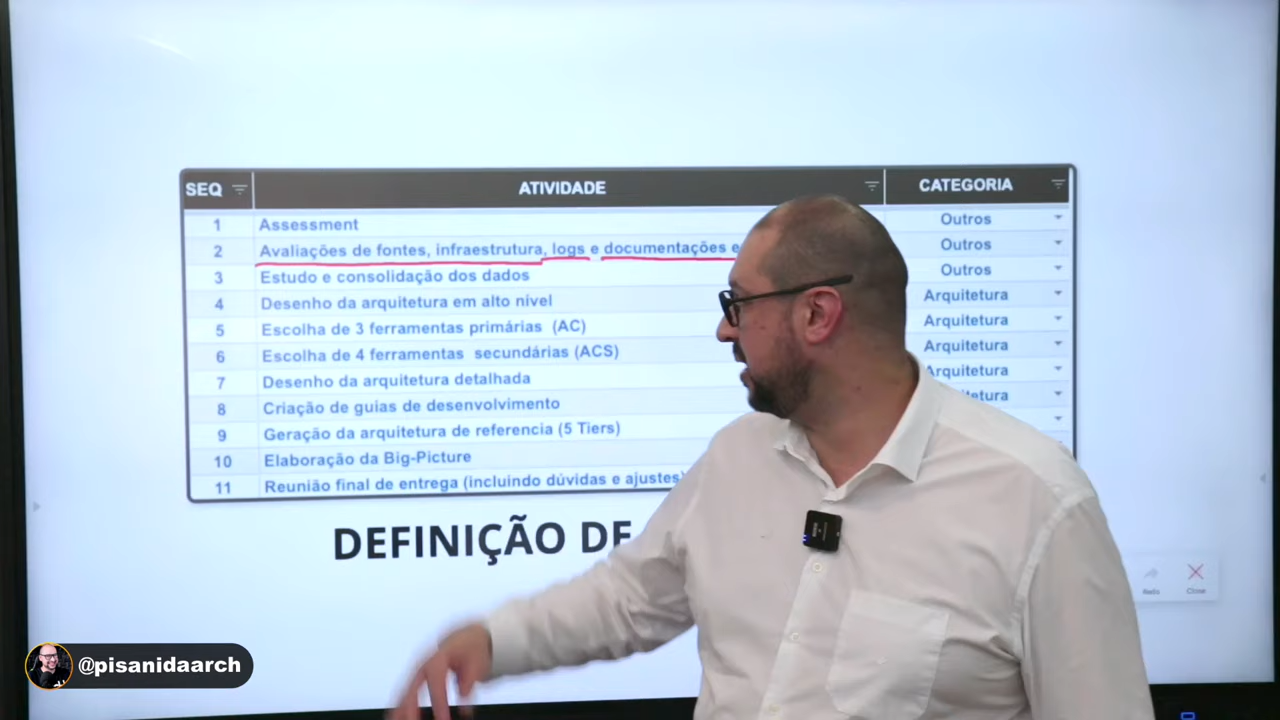 SEQ ATIVIDADE CATEGORIA
1 Assessment Outros
2 Avaliações de fontes, infraestrutura, logs e documentações e Outros
3 Estudo e consolidação dos dados Outros
4 Desenho da arquitetura em alto nível Arquitetura
5 Escolha de 3 ferramentas primárias (AC) Arquitetura
6 Escolha de 4 ferramentas secundárias (ACS) Arquitetura
7 Desenho da arquitetura detalhada Arquitetura
8 Criação de guias de desenvolvimento
9 Geração da arquitetura de referencia (5 Tiers)
10 Elaboração da Big-Picture
11 Reunião final de entrega (incluindo dúvidas e ajustes)
DEFINIÇÃO DE
Redo Close
@pisanidaarch